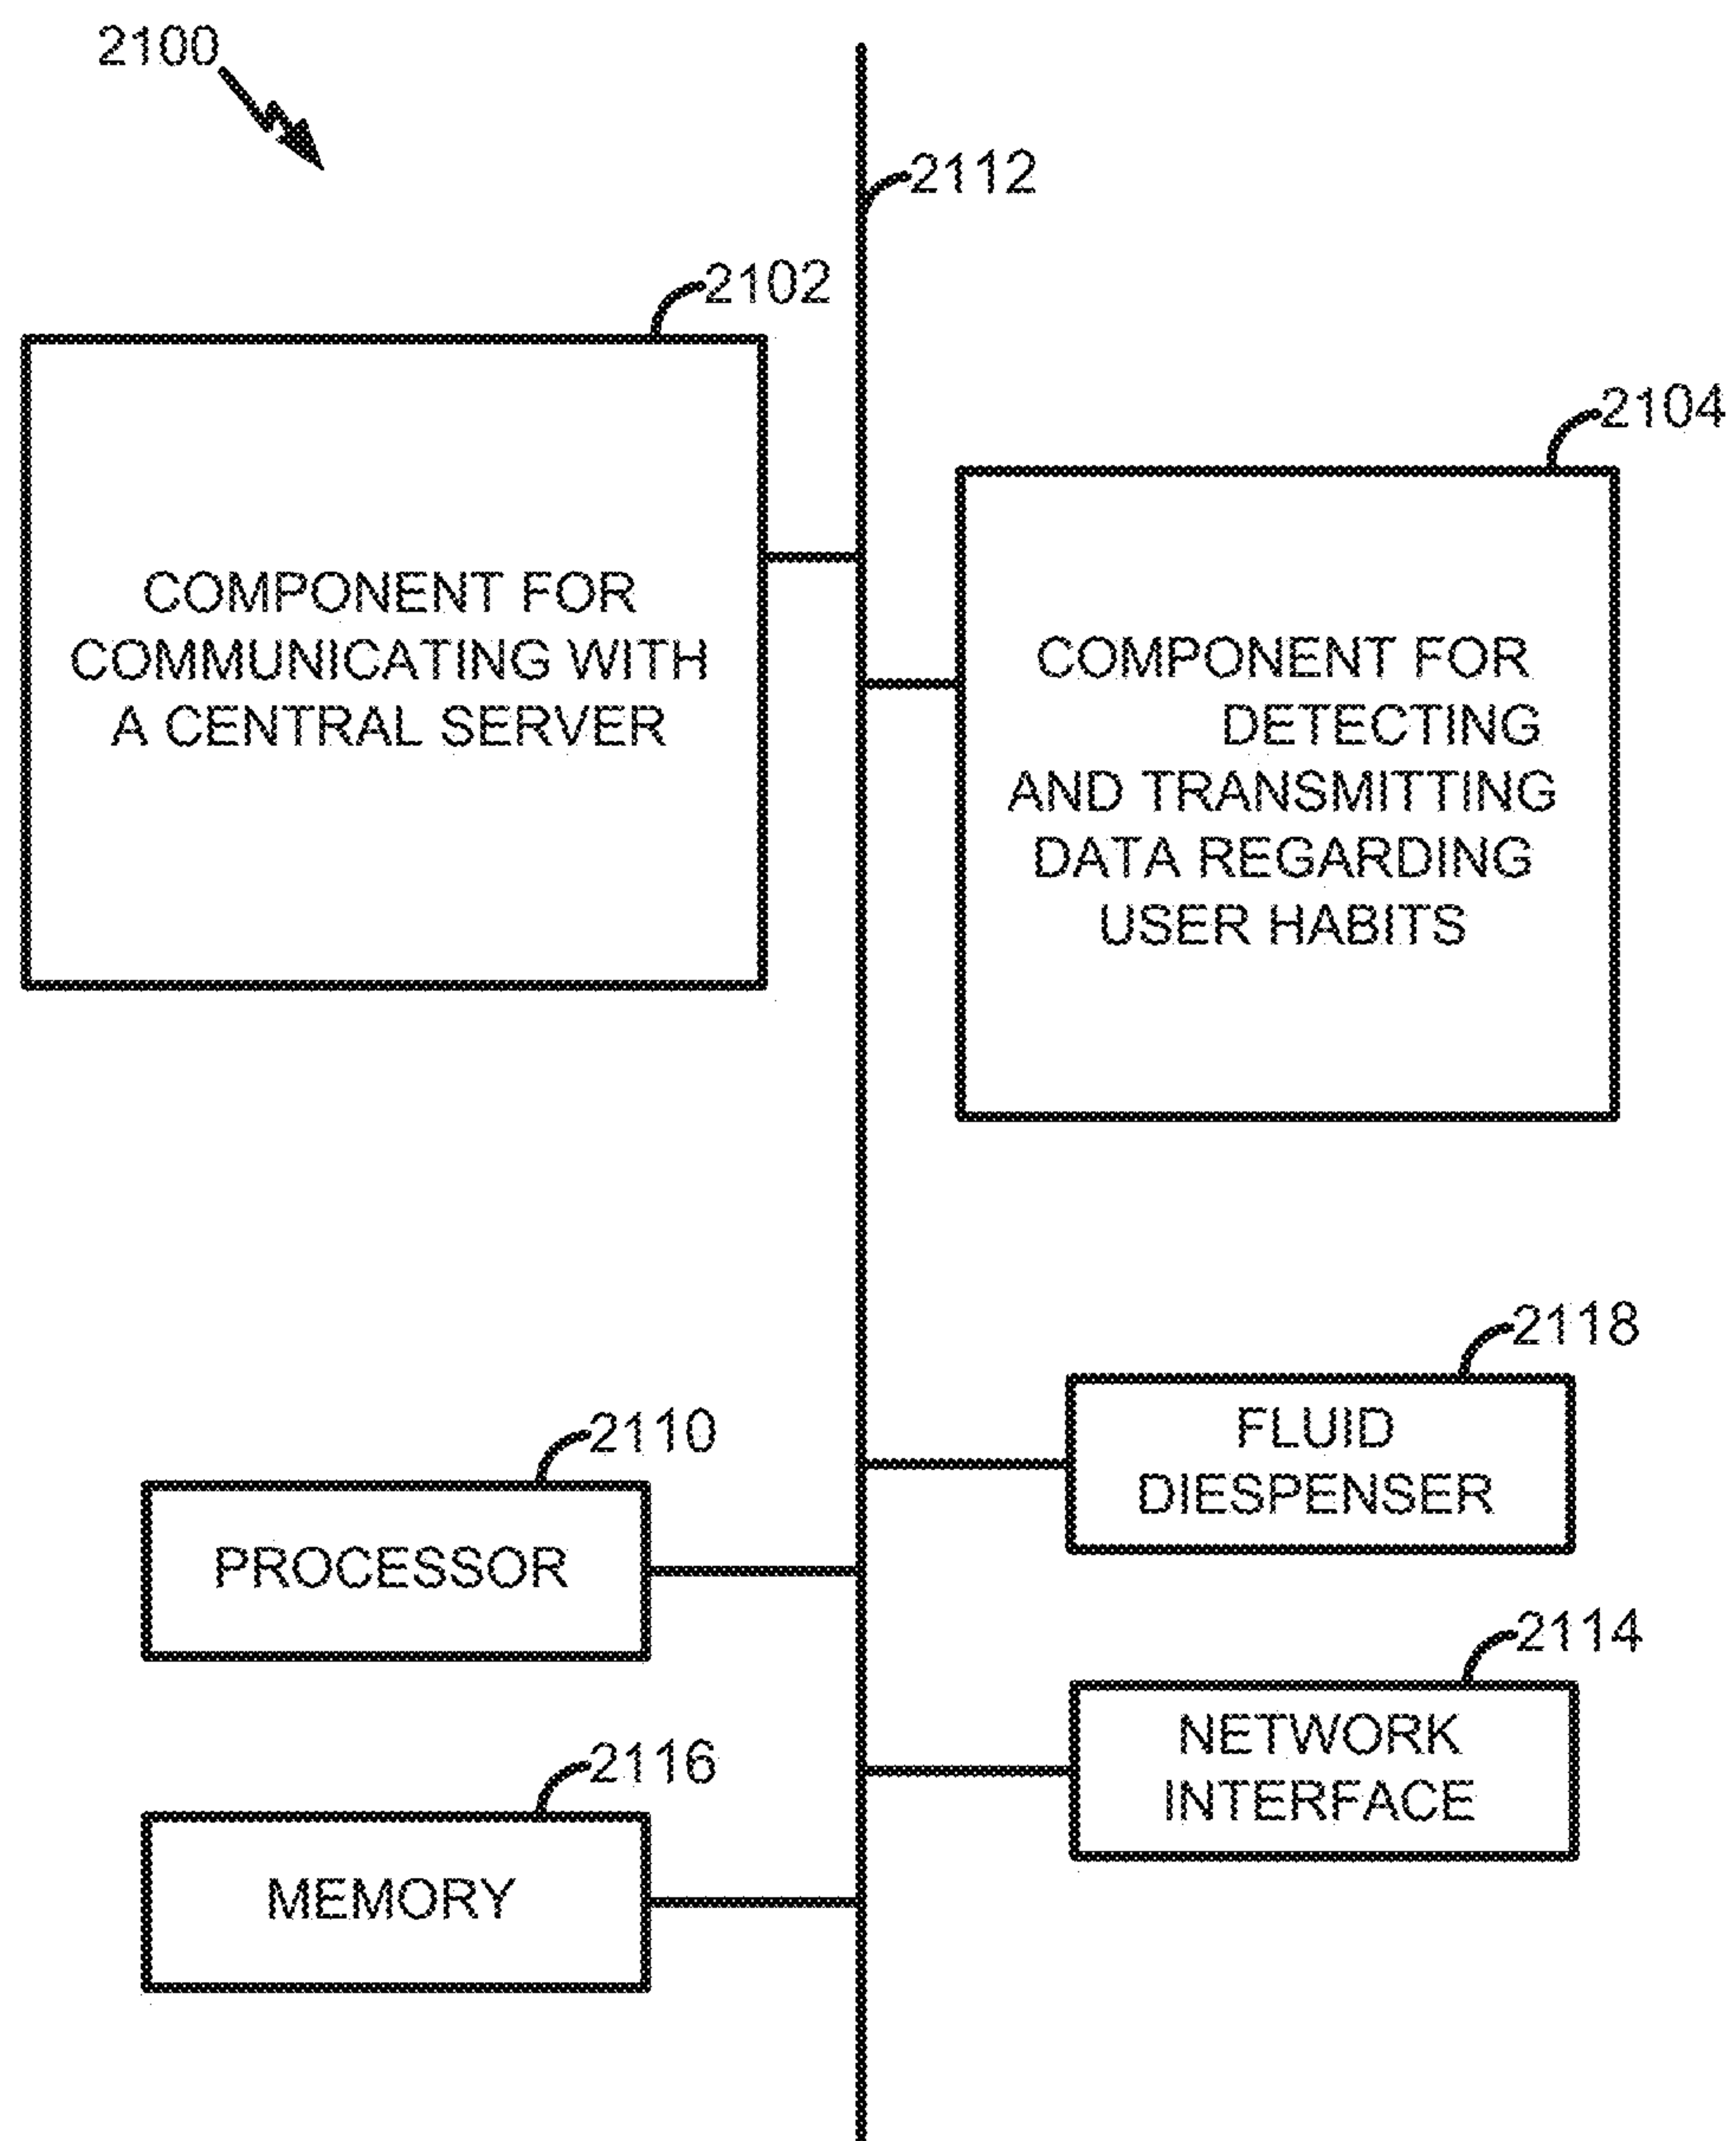 2100
2112
2102
COMPONENT FOR
COMMUNICATING WITH
A CENTRAL SERVER
2104
COMPONENT FOR
DETECTING
AND TRANSMITTING
DATA REGARDING
USER HABITS
2118
FLUID
DIESPENSER
2110
PROCESSOR
2114
NETWORK
INTERFACE
2116
MEMORY